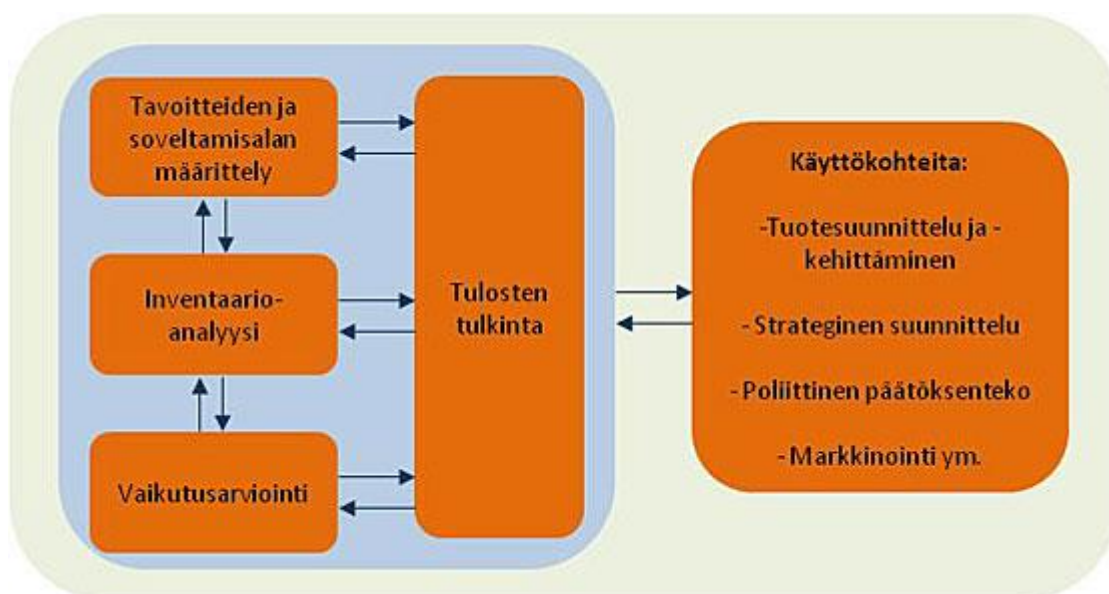 Tavoitteiden ja
soveltamisalan
määrittely
Inventaario-
analyysi
Vaikutusarviointi
Tulosten
tulkinta
Käyttökohteita:
-Tuotesuunnittelu ja -
kehittäminen
- Strateginen suunnittelu
- Poliittinen päätöksenteko
- Markkinointi ym.